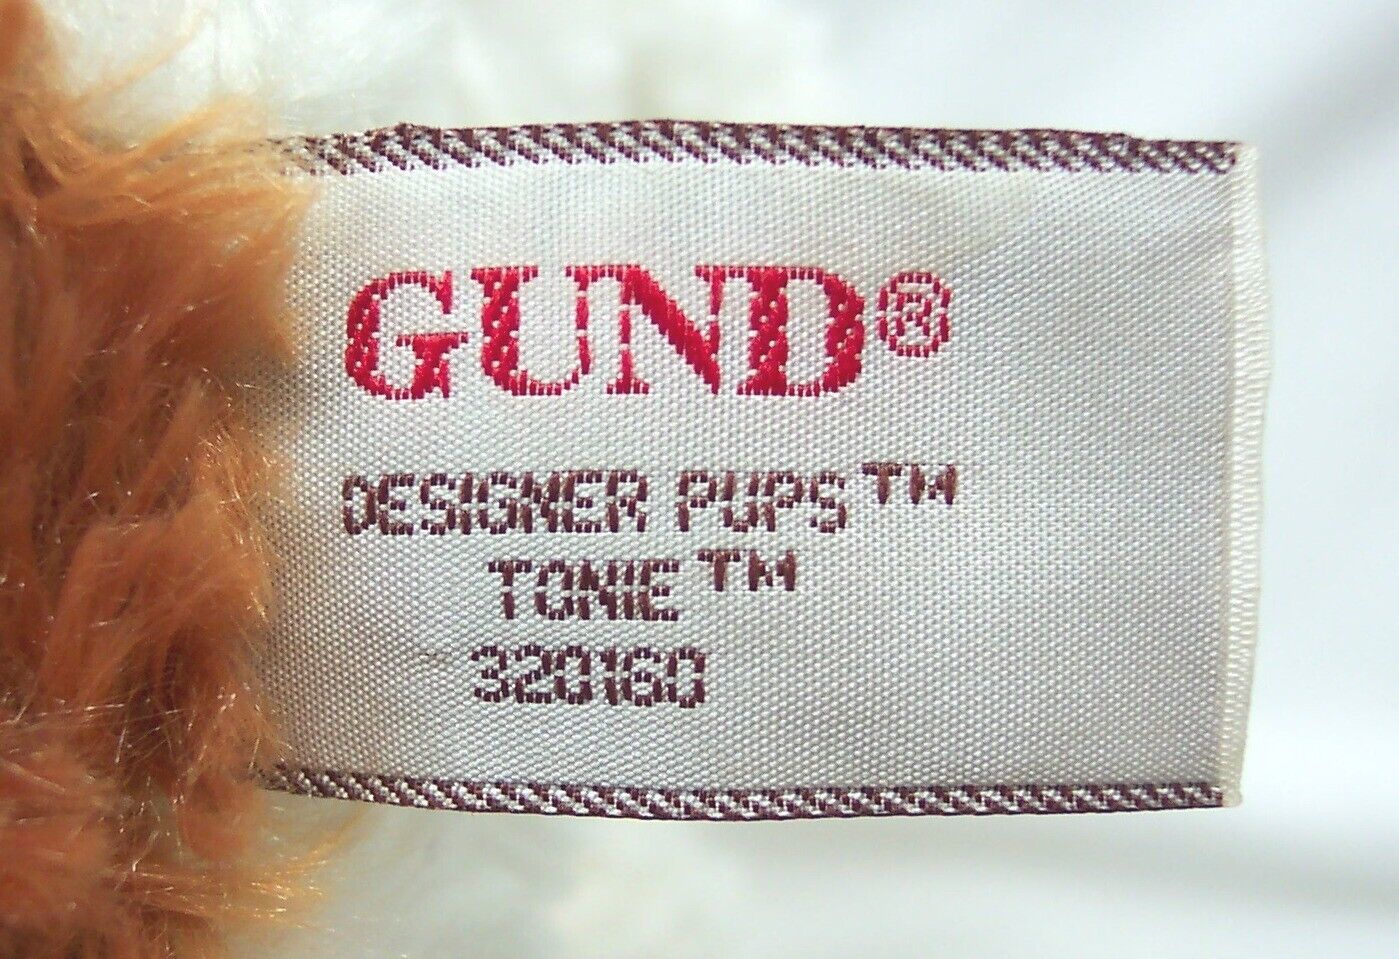 GUND®
DESIGNER PUPS™
TONIE™
320160